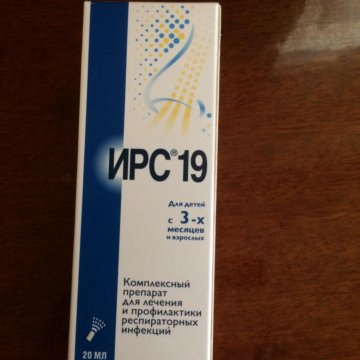 ИРС®19
Для детей
с 3-х
месяцев
и взрослых
Комплексный
препарат
для лечения
и профилактики
респираторных
инфекций
20 МЛ